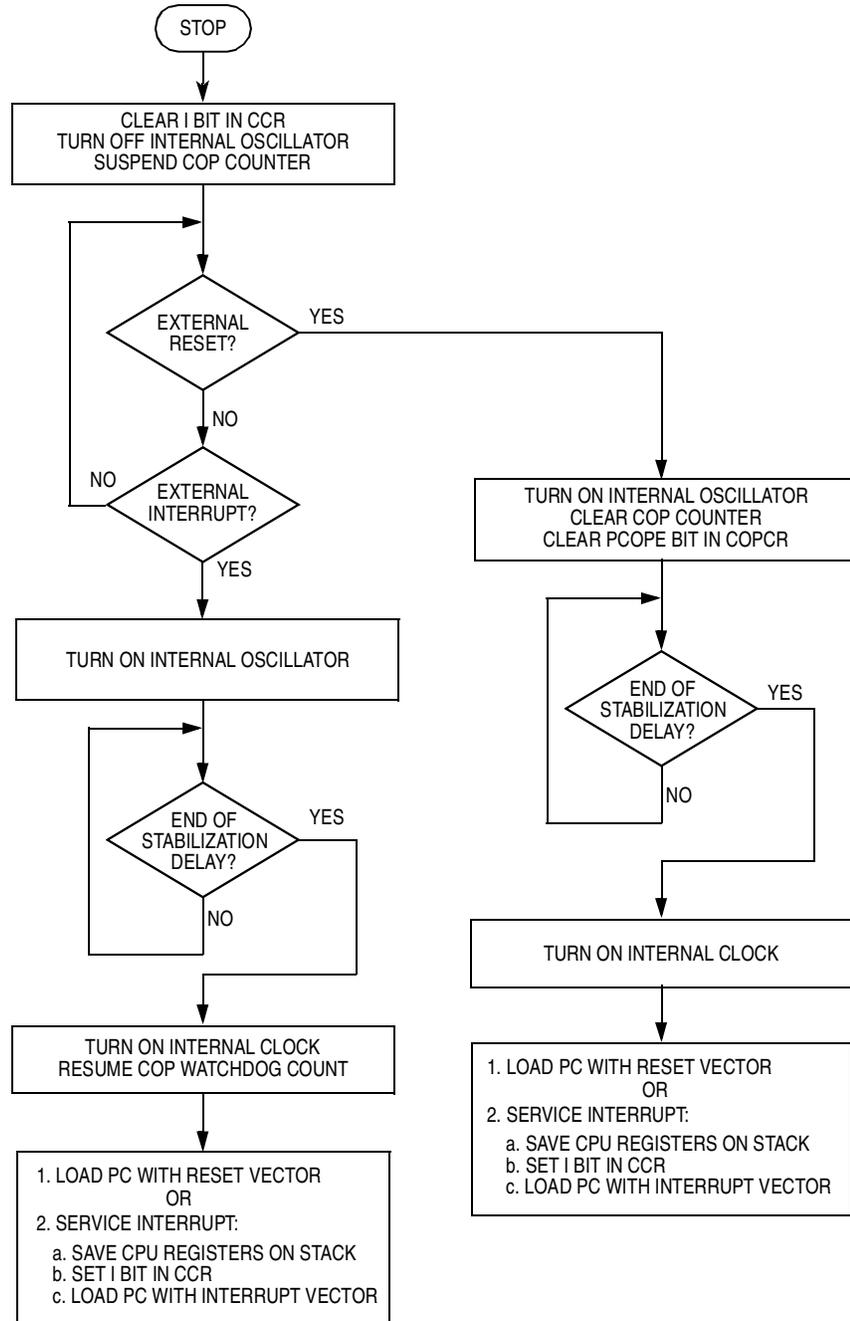 STOP
CLEAR I BIT IN CCR
TURN OFF INTERNAL OSCILLATOR
SUSPEND COP COUNTER
EXTERNAL
RESET?
YES
NO
EXTERNAL
INTERRUPT?
NO
YES
TURN ON INTERNAL OSCILLATOR
END OF
STABILIZATION
DELAY?
YES
NO
TURN ON INTERNAL CLOCK
RESUME COP WATCHDOG COUNT
1. LOAD PC WITH RESET VECTOR
OR
2. SERVICE INTERRUPT:
a. SAVE CPU REGISTERS ON STACK
b. SET I BIT IN CCR
c. LOAD PC WITH INTERRUPT VECTOR
TURN ON INTERNAL OSCILLATOR
CLEAR COP COUNTER
CLEAR PCOPE BIT IN COPCR
END OF
STABILIZATION
DELAY?
YES
NO
TURN ON INTERNAL CLOCK
1. LOAD PC WITH RESET VECTOR
OR
2. SERVICE INTERRUPT:
a. SAVE CPU REGISTERS ON STACK
b. SET I BIT IN CCR
c. LOAD PC WITH INTERRUPT VECTOR